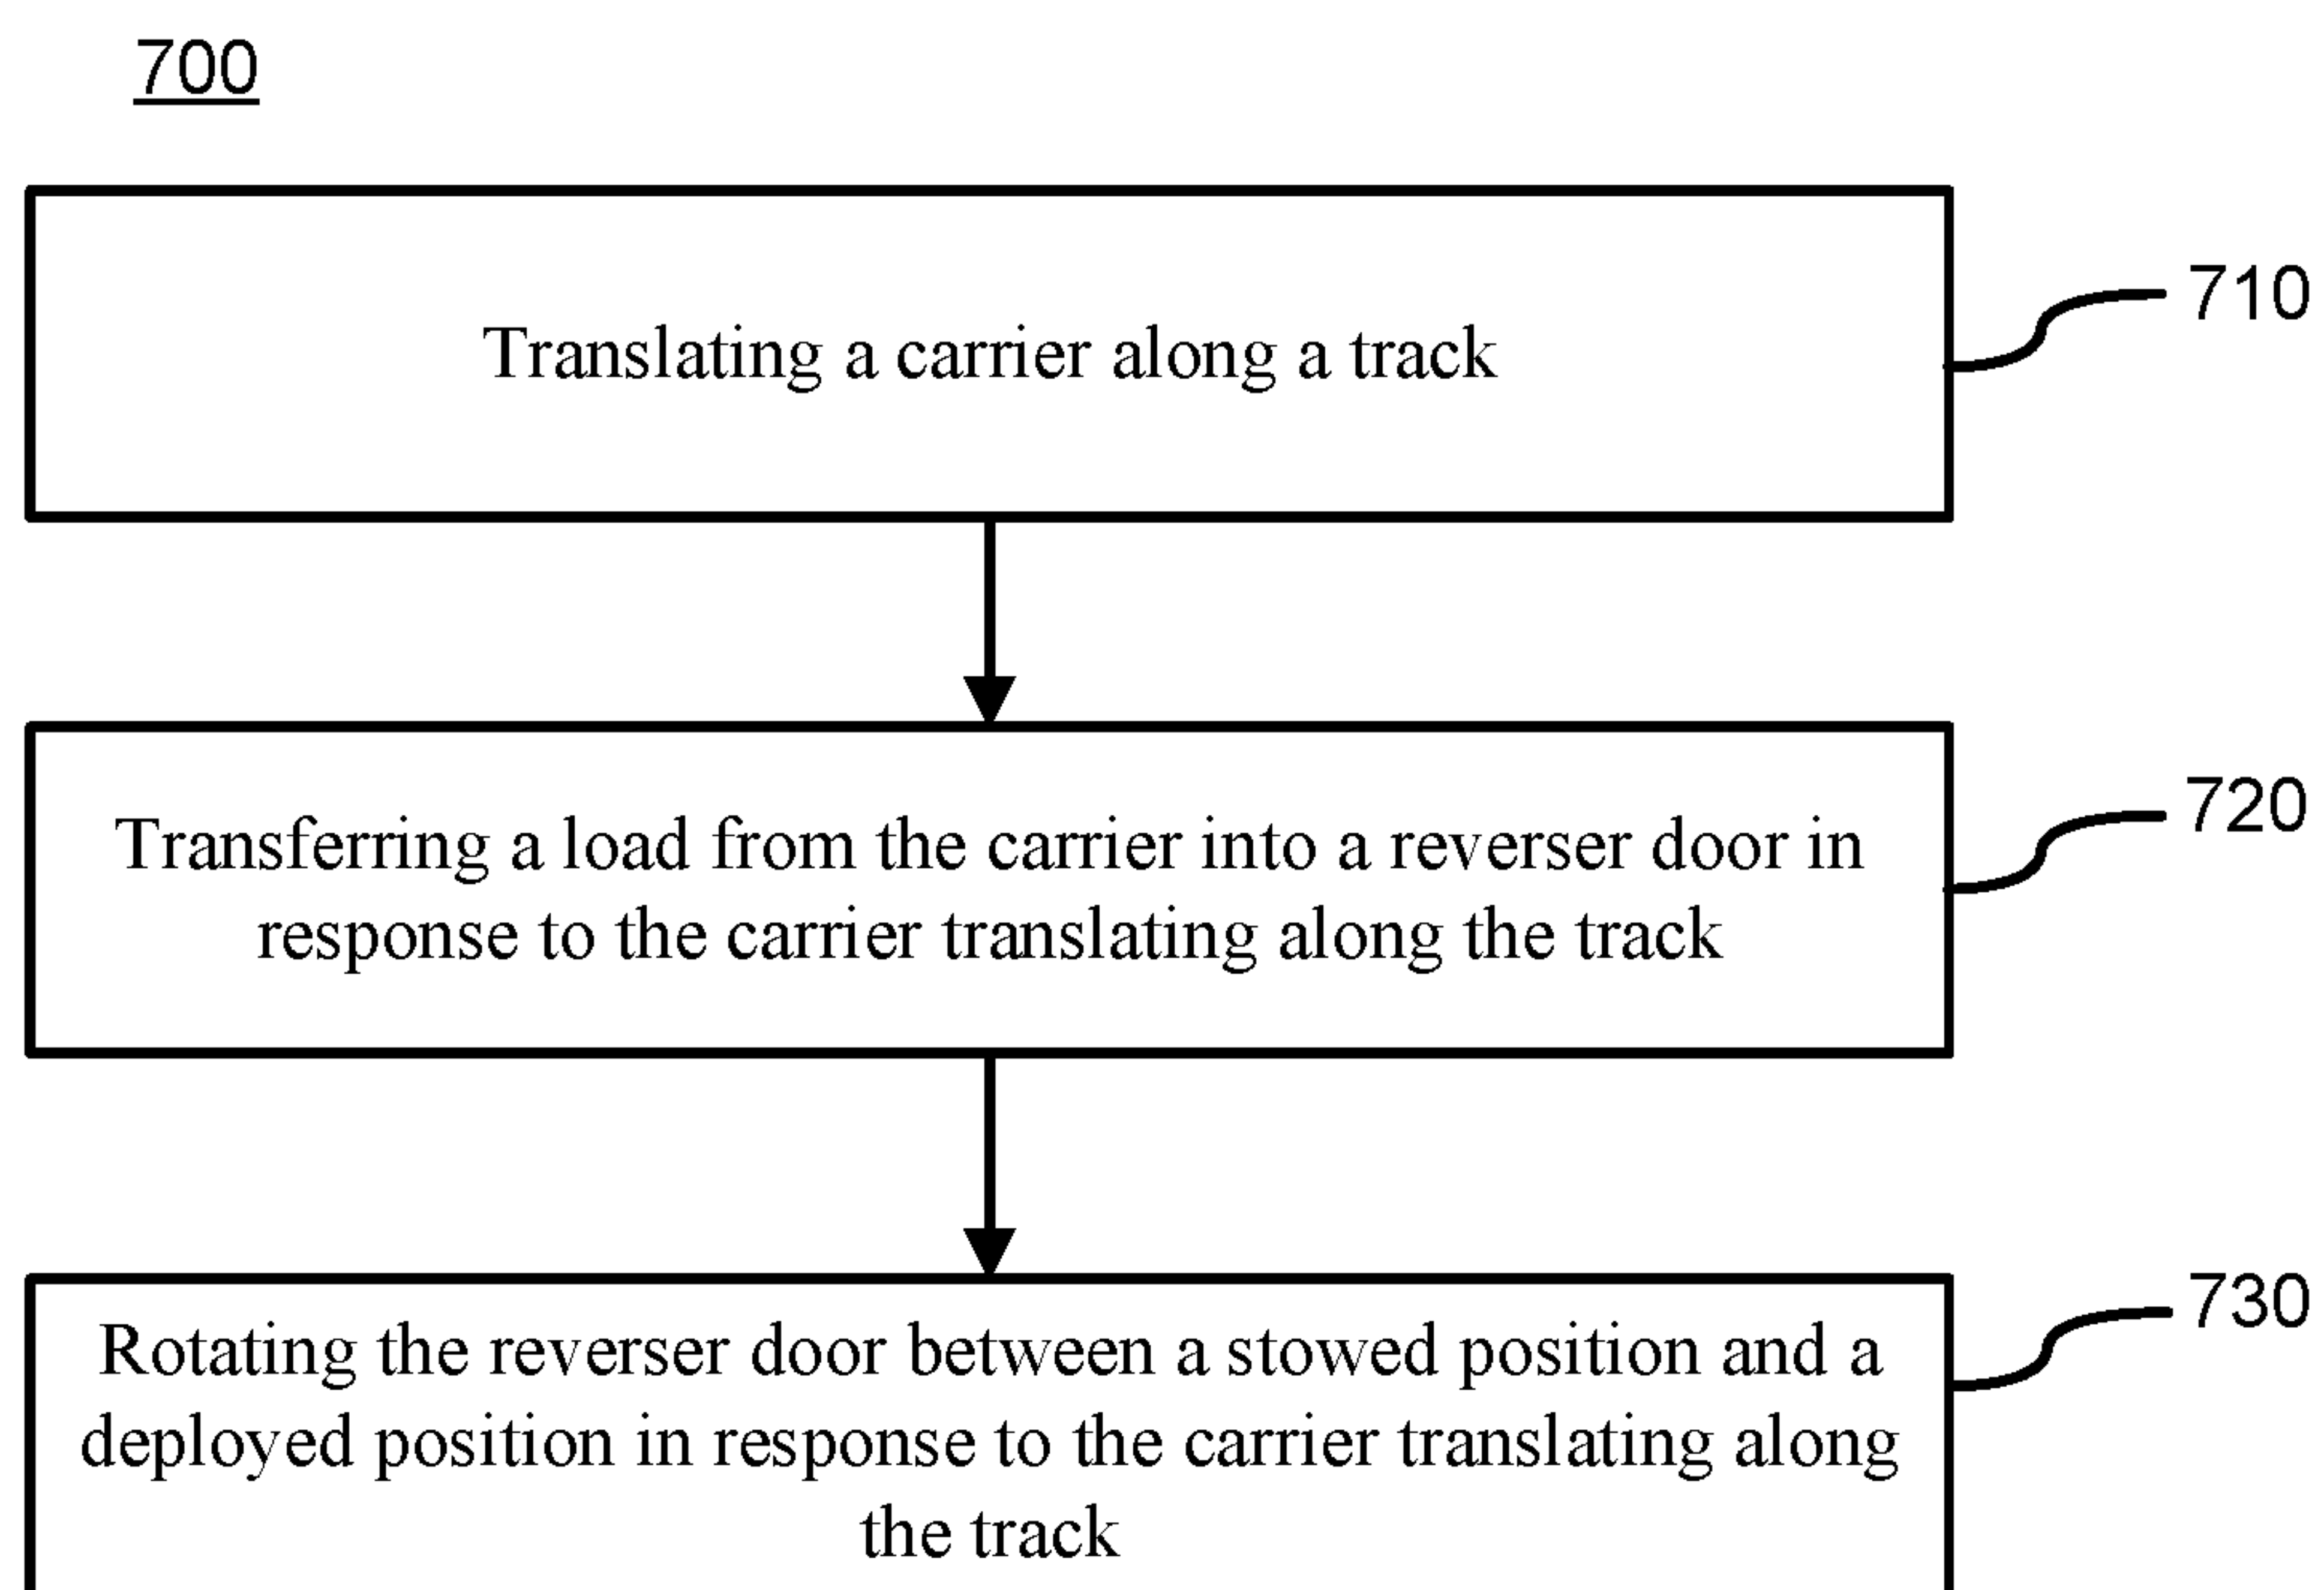 700
Translating a carrier along a track
710
Transferring a load from the carrier into a reverser door in
response to the carrier translating along the track
720
Rotating the reverser door between a stowed position and a
deployed position in response to the carrier translating along
the track
730